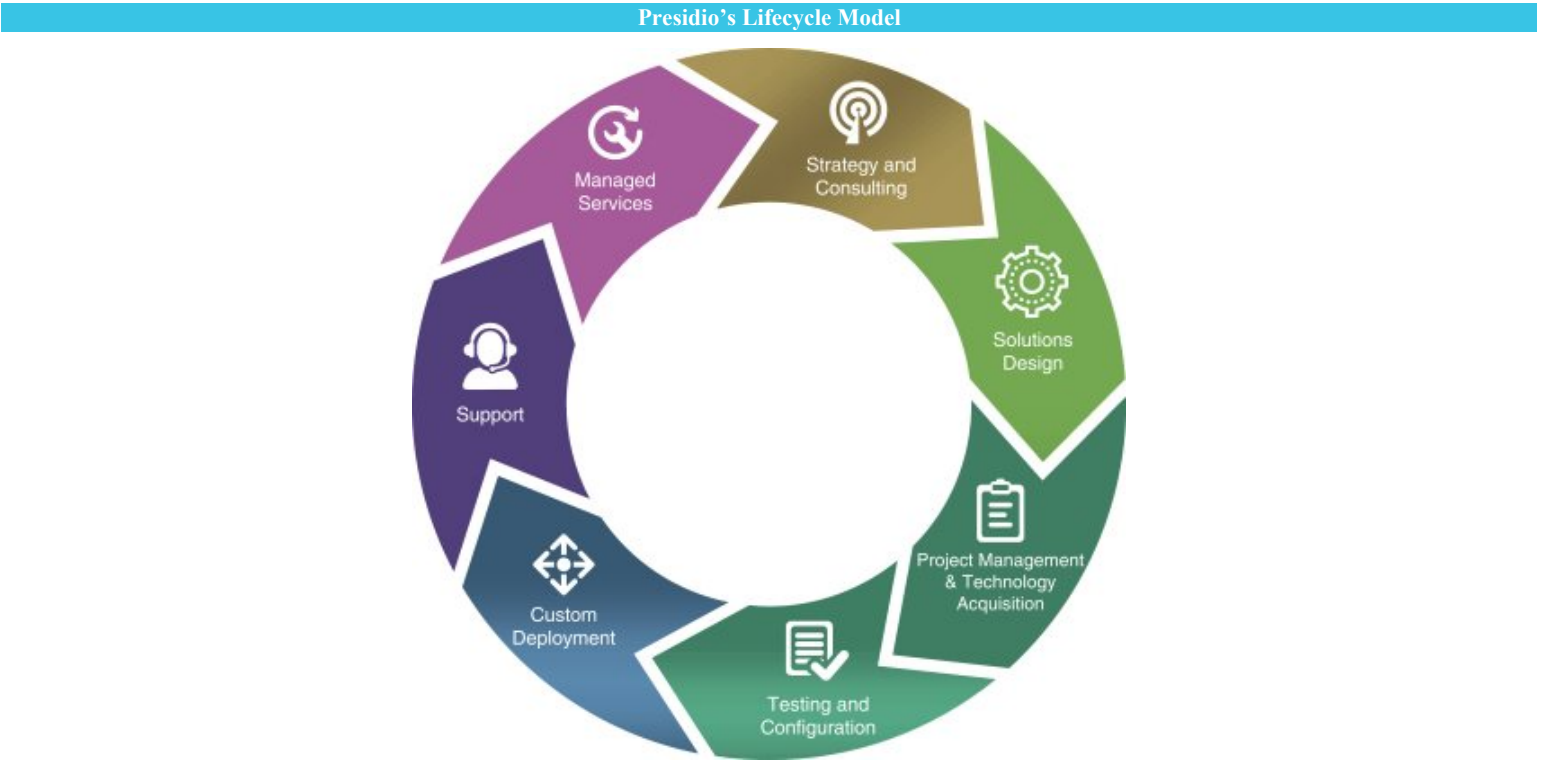 Presidio’s Lifecycle Model
Strategy and
Consulting
Solutions
Design
Project Management
& Technology
Acquisition
Testing and
Configuration
Custom
Deployment
Support
Managed
Services